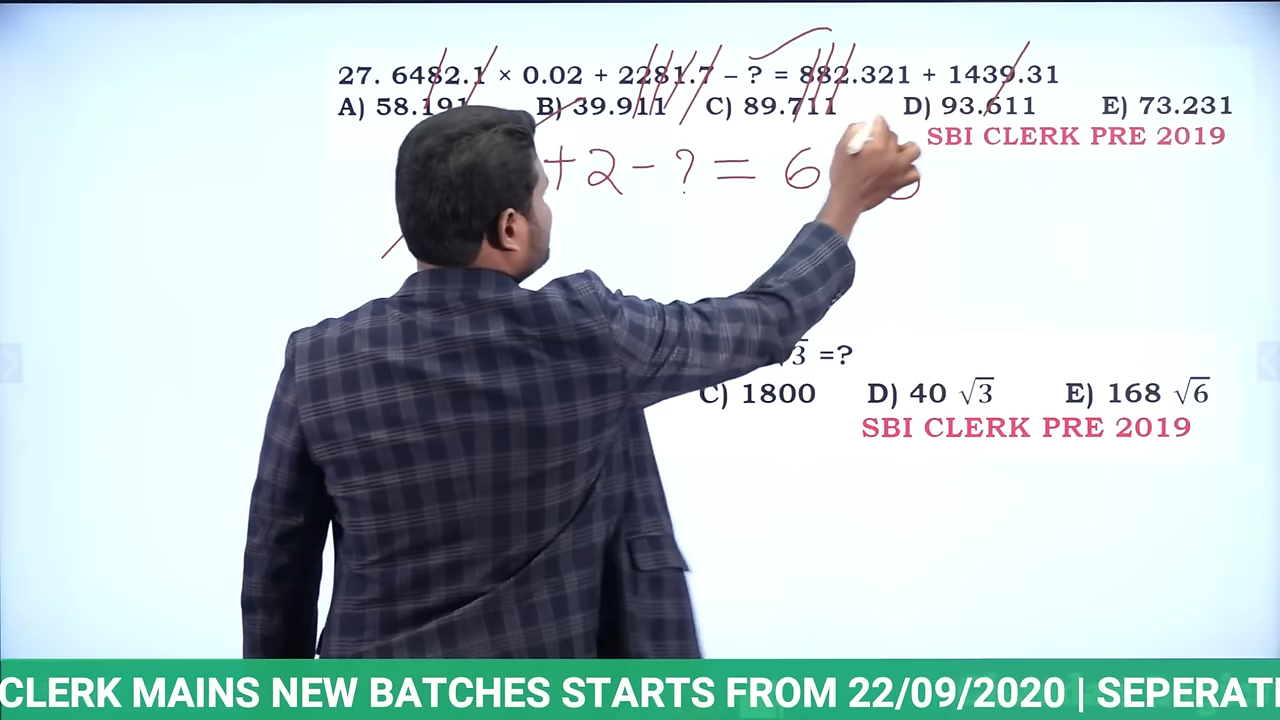 27. 6482.1 × 0.02 + 2281.7 – ? = 882.321 + 1439.31
A) 58.191 B) 39.911 C) 89.711 D) 93.611 E) 73.231
SBI CLERK PRE 2019
+ 2 - ? = 6
√3 =?
C) 1800 D) 40 √3 E) 168 √6
SBI CLERK PRE 2019
CLERK MAINS NEW BATCHES STARTS FROM 22/09/2020 | SEPERATE